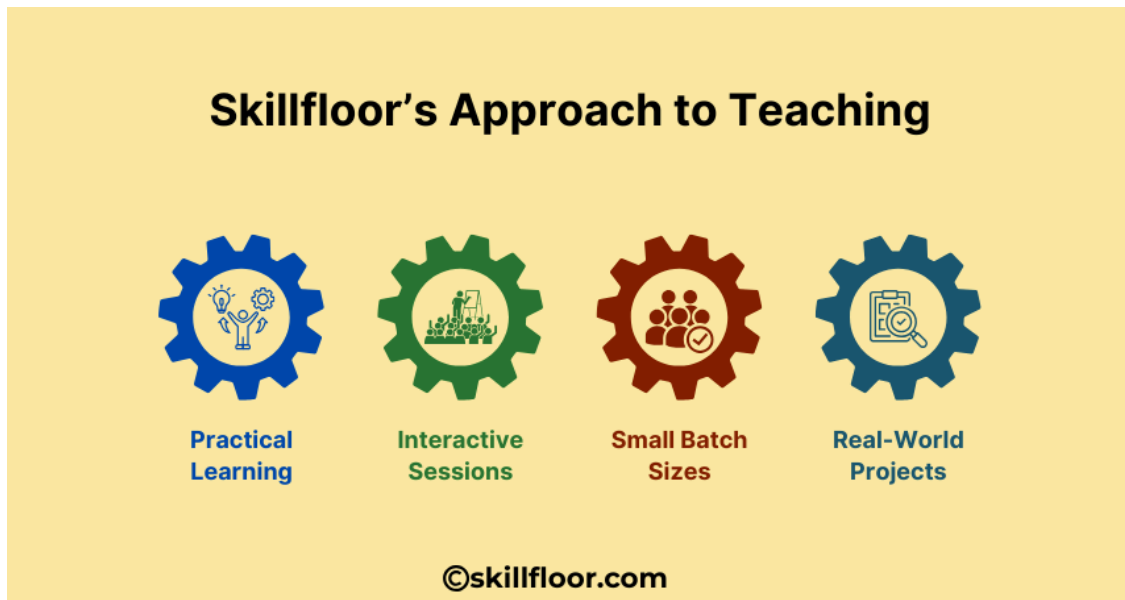 Skillfloor’s Approach to Teaching
Practical
Learning
Interactive
Sessions
Small Batch
Sizes
Real-World
Projects
©skillfloor.com